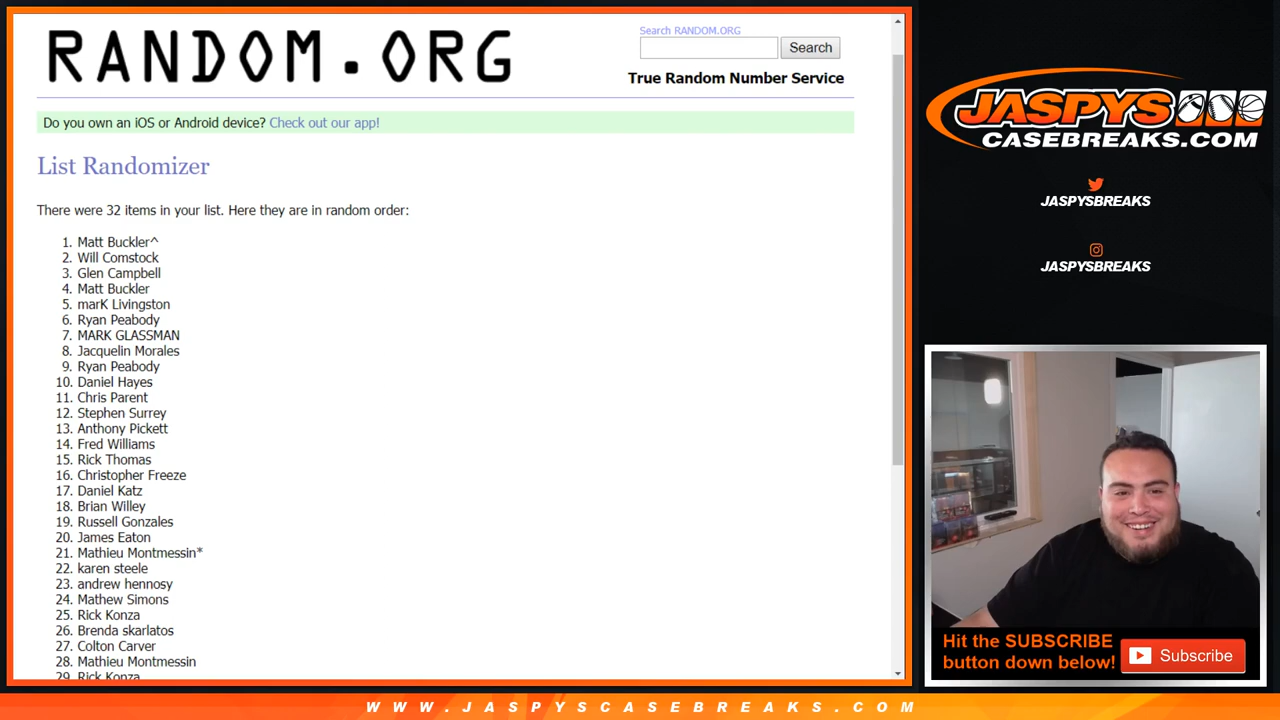 RANDOM.ORG
Search RANDOM.ORG
Search
True Random Number Service
Do you own an iOS or Android device? Check out our app!
List Randomizer
There were 32 items in your list. Here they are in random order:
1. Matt Buckler^
2. Will Comstock
3. Glen Campbell
4. Matt Buckler
5. marK Livingston
6. Ryan Peabody
7. MARK GLASSMAN
8. Jacquelin Morales
9. Ryan Peabody
10. Daniel Hayes
11. Chris Parent
12. Stephen Surrey
13. Anthony Pickett
14. Fred Williams
15. Rick Thomas
16. Christopher Freeze
17. Daniel Katz
18. Brian Willey
19. Russell Gonzales
20. James Eaton
21. Mathieu Montmessin*
22. karen steele
23. andrew hennosy
24. Mathew Simons
25. Rick Konza
26. Brenda skarlatos
27. Colton Carver
28. Mathieu Montmessin
29. Rick Konza
JASPYS
CASEBREAKS.COM
JASPYSBREAKS
JASPYSBREAKS
Hit the SUBSCRIBE
button down below!
Subscribe
WWW.JASPYSCASEBREAKS.COM